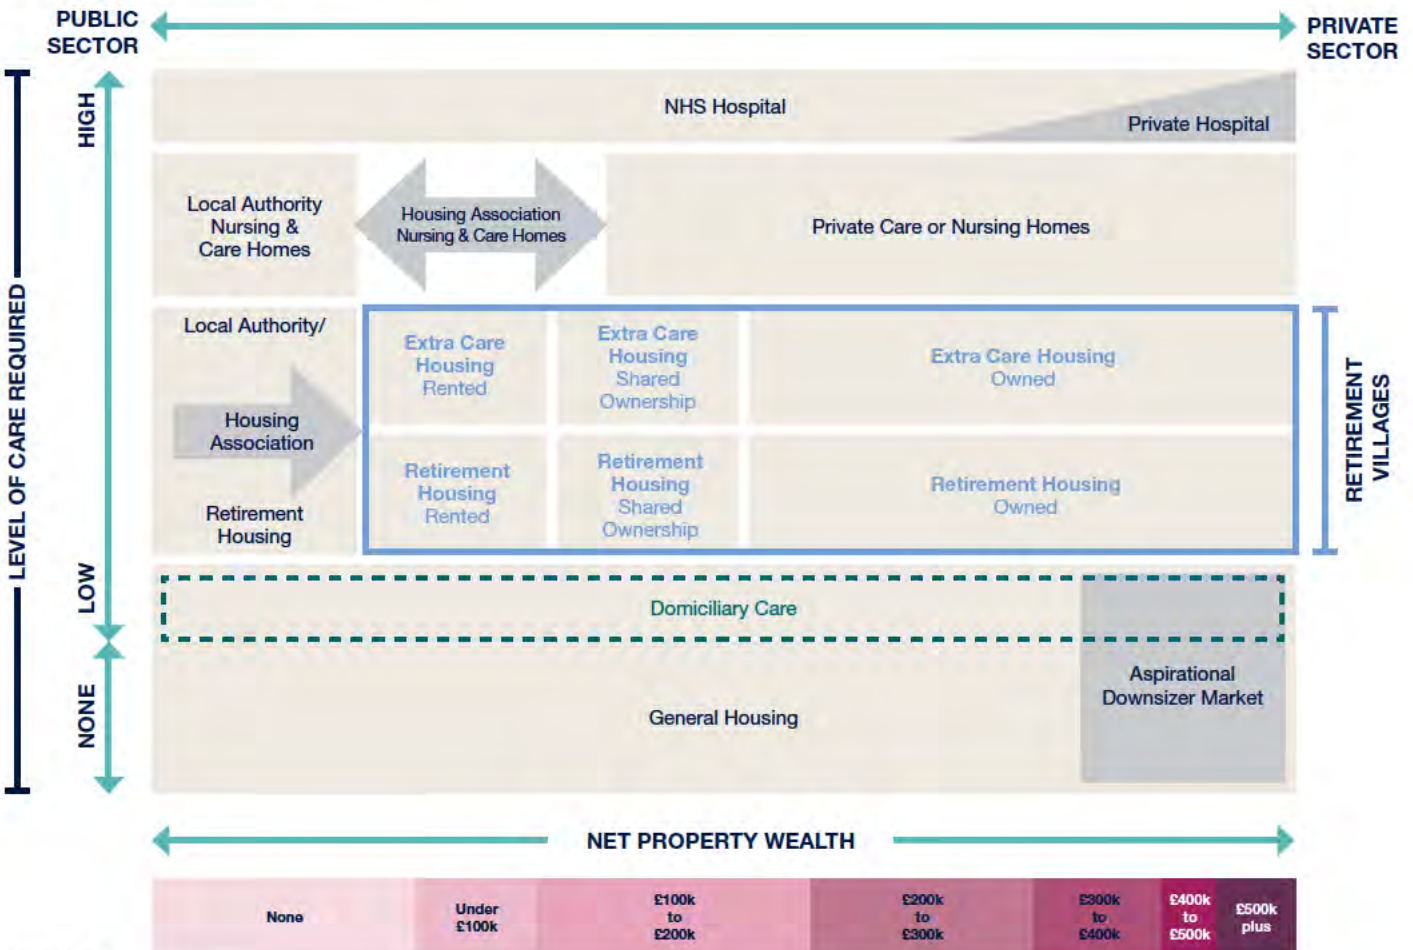 PUBLIC
SECTOR
PRIVATE
SECTOR
LEVEL OF CARE REQUIRED
HIGH
LOW
NONE
NHS Hospital
Private Hospital
Local Authority
Nursing &
Care Homes
Housing Association
Nursing & Care Homes
Private Care or Nursing Homes
Local Authority/
Housing
Association
Retirement
Housing
Extra Care
Housing
Rented
Extra Care
Housing
Shared
Ownership
Extra Care Housing
Owned
Retirement
Housing
Rented
Retirement
Housing
Shared
Ownership
Retirement Housing
Owned
RETIREMENT
VILLAGES
Domiciliary Care
General Housing
Aspirational
Downsizer Market
NET PROPERTY WEALTH
None
Under
£100k
£100k
to
£200k
£200k
to
£300k
£300k
to
£400k
£400k
to
£500k
£500k
plus